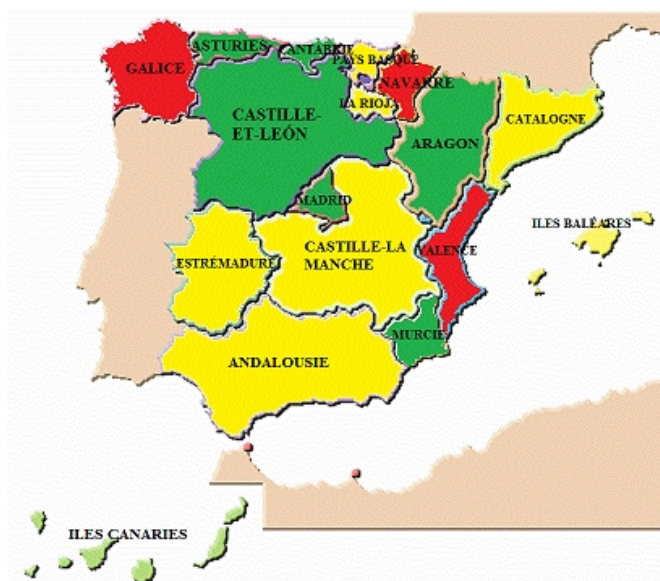 ASTURIES
CANTABRIE
PAYS BASQUE
GALICE
NAVARRE
LA RIOJA
CASTILLE-
ET-LEÓN
CATALOGNE
ARAGON
MADRID
ILES BALÉARES
CASTILLE-LA
MANCHE
VALENCE
ESTRÉMADURE
MURCIE
ANDALOUSIE
ILES CANARIES